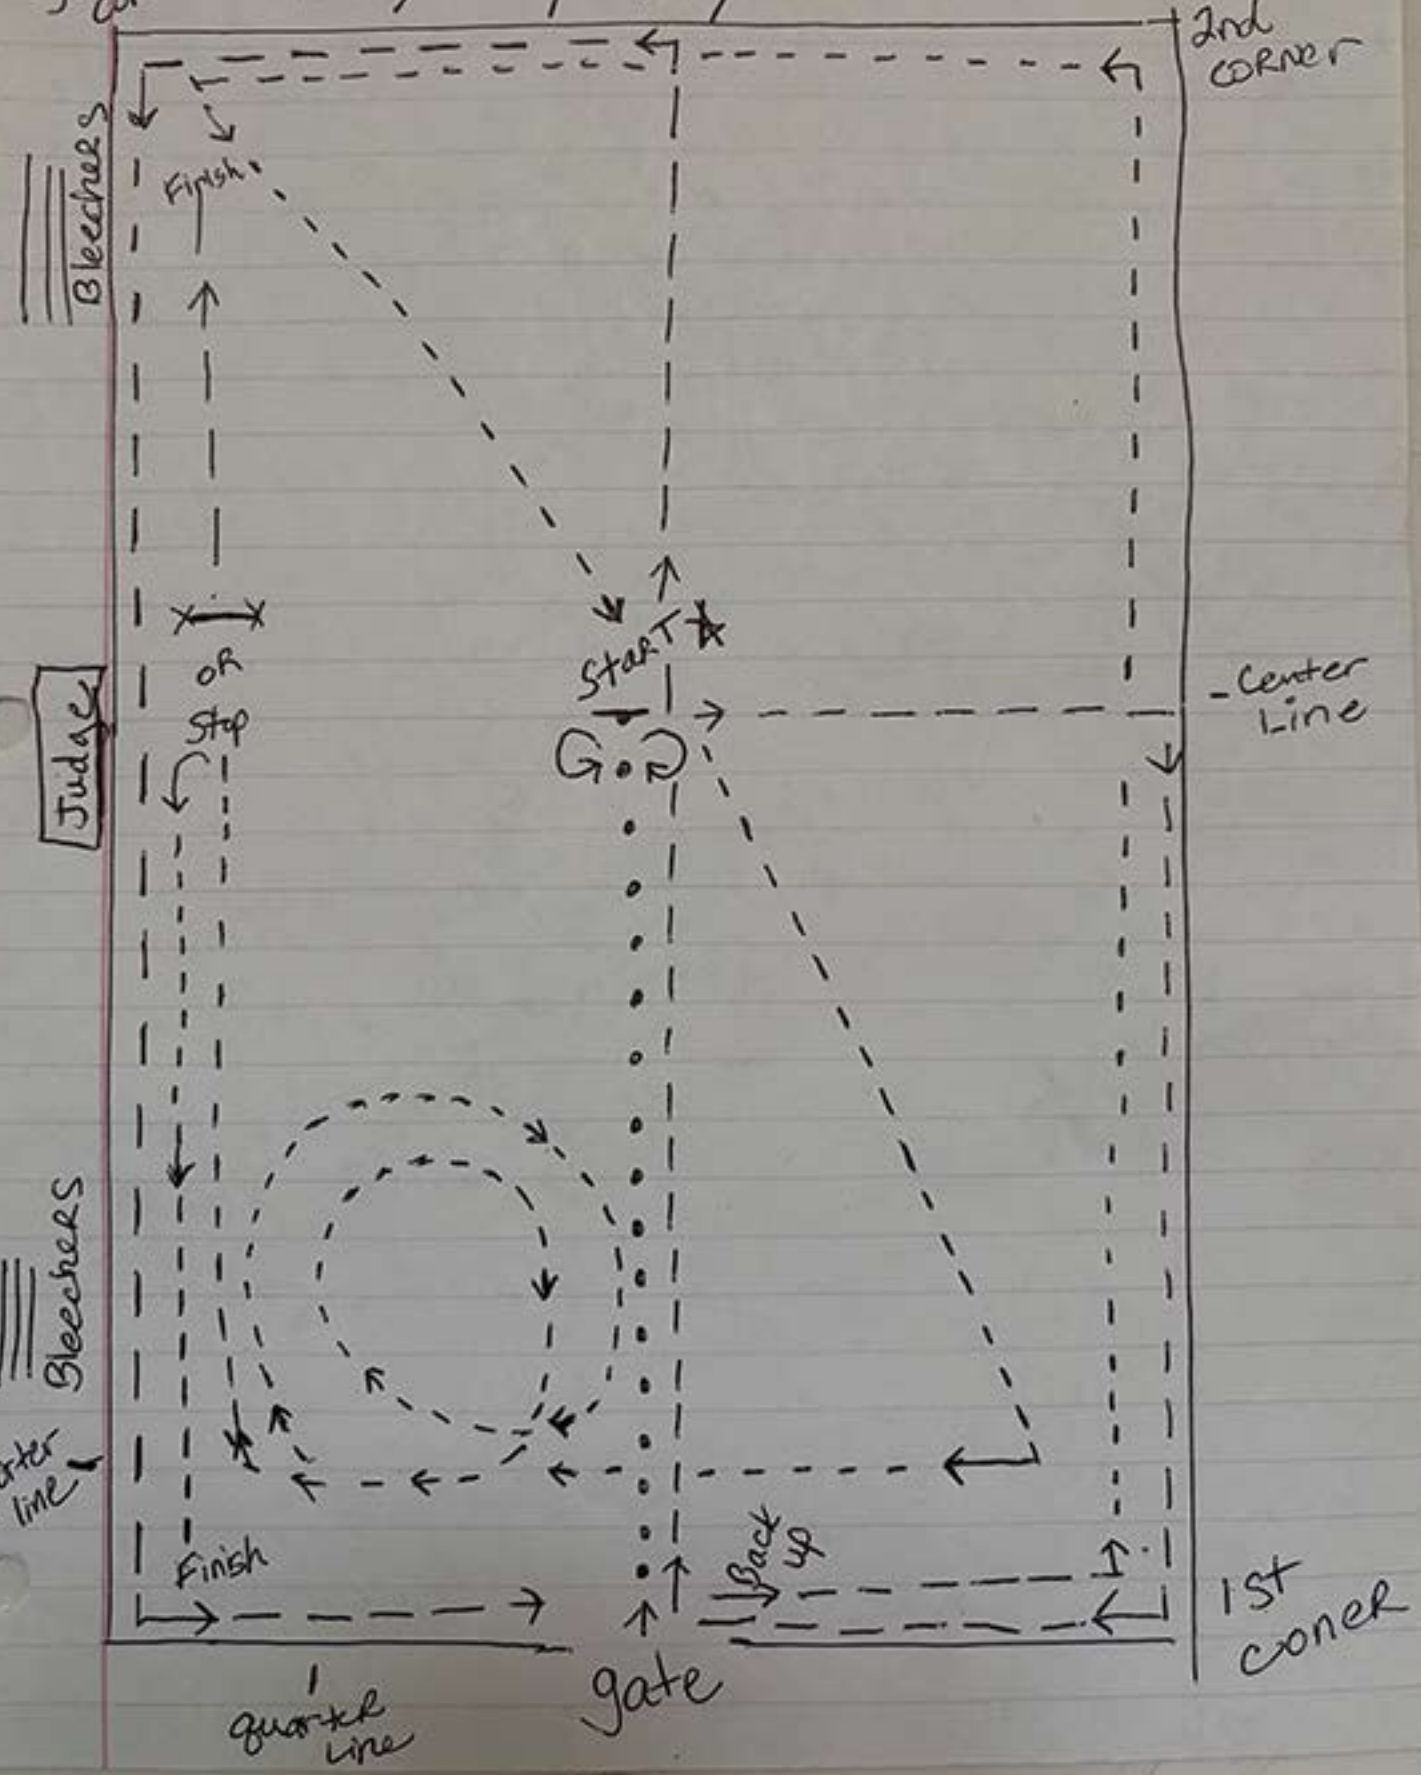 2nd
CORNER
Bleechers
Finish
START
OR
Stop
Judge
- Center
Line
Bleechers
line
Back
up
Finish
1st
coner
gate
quarter
Line